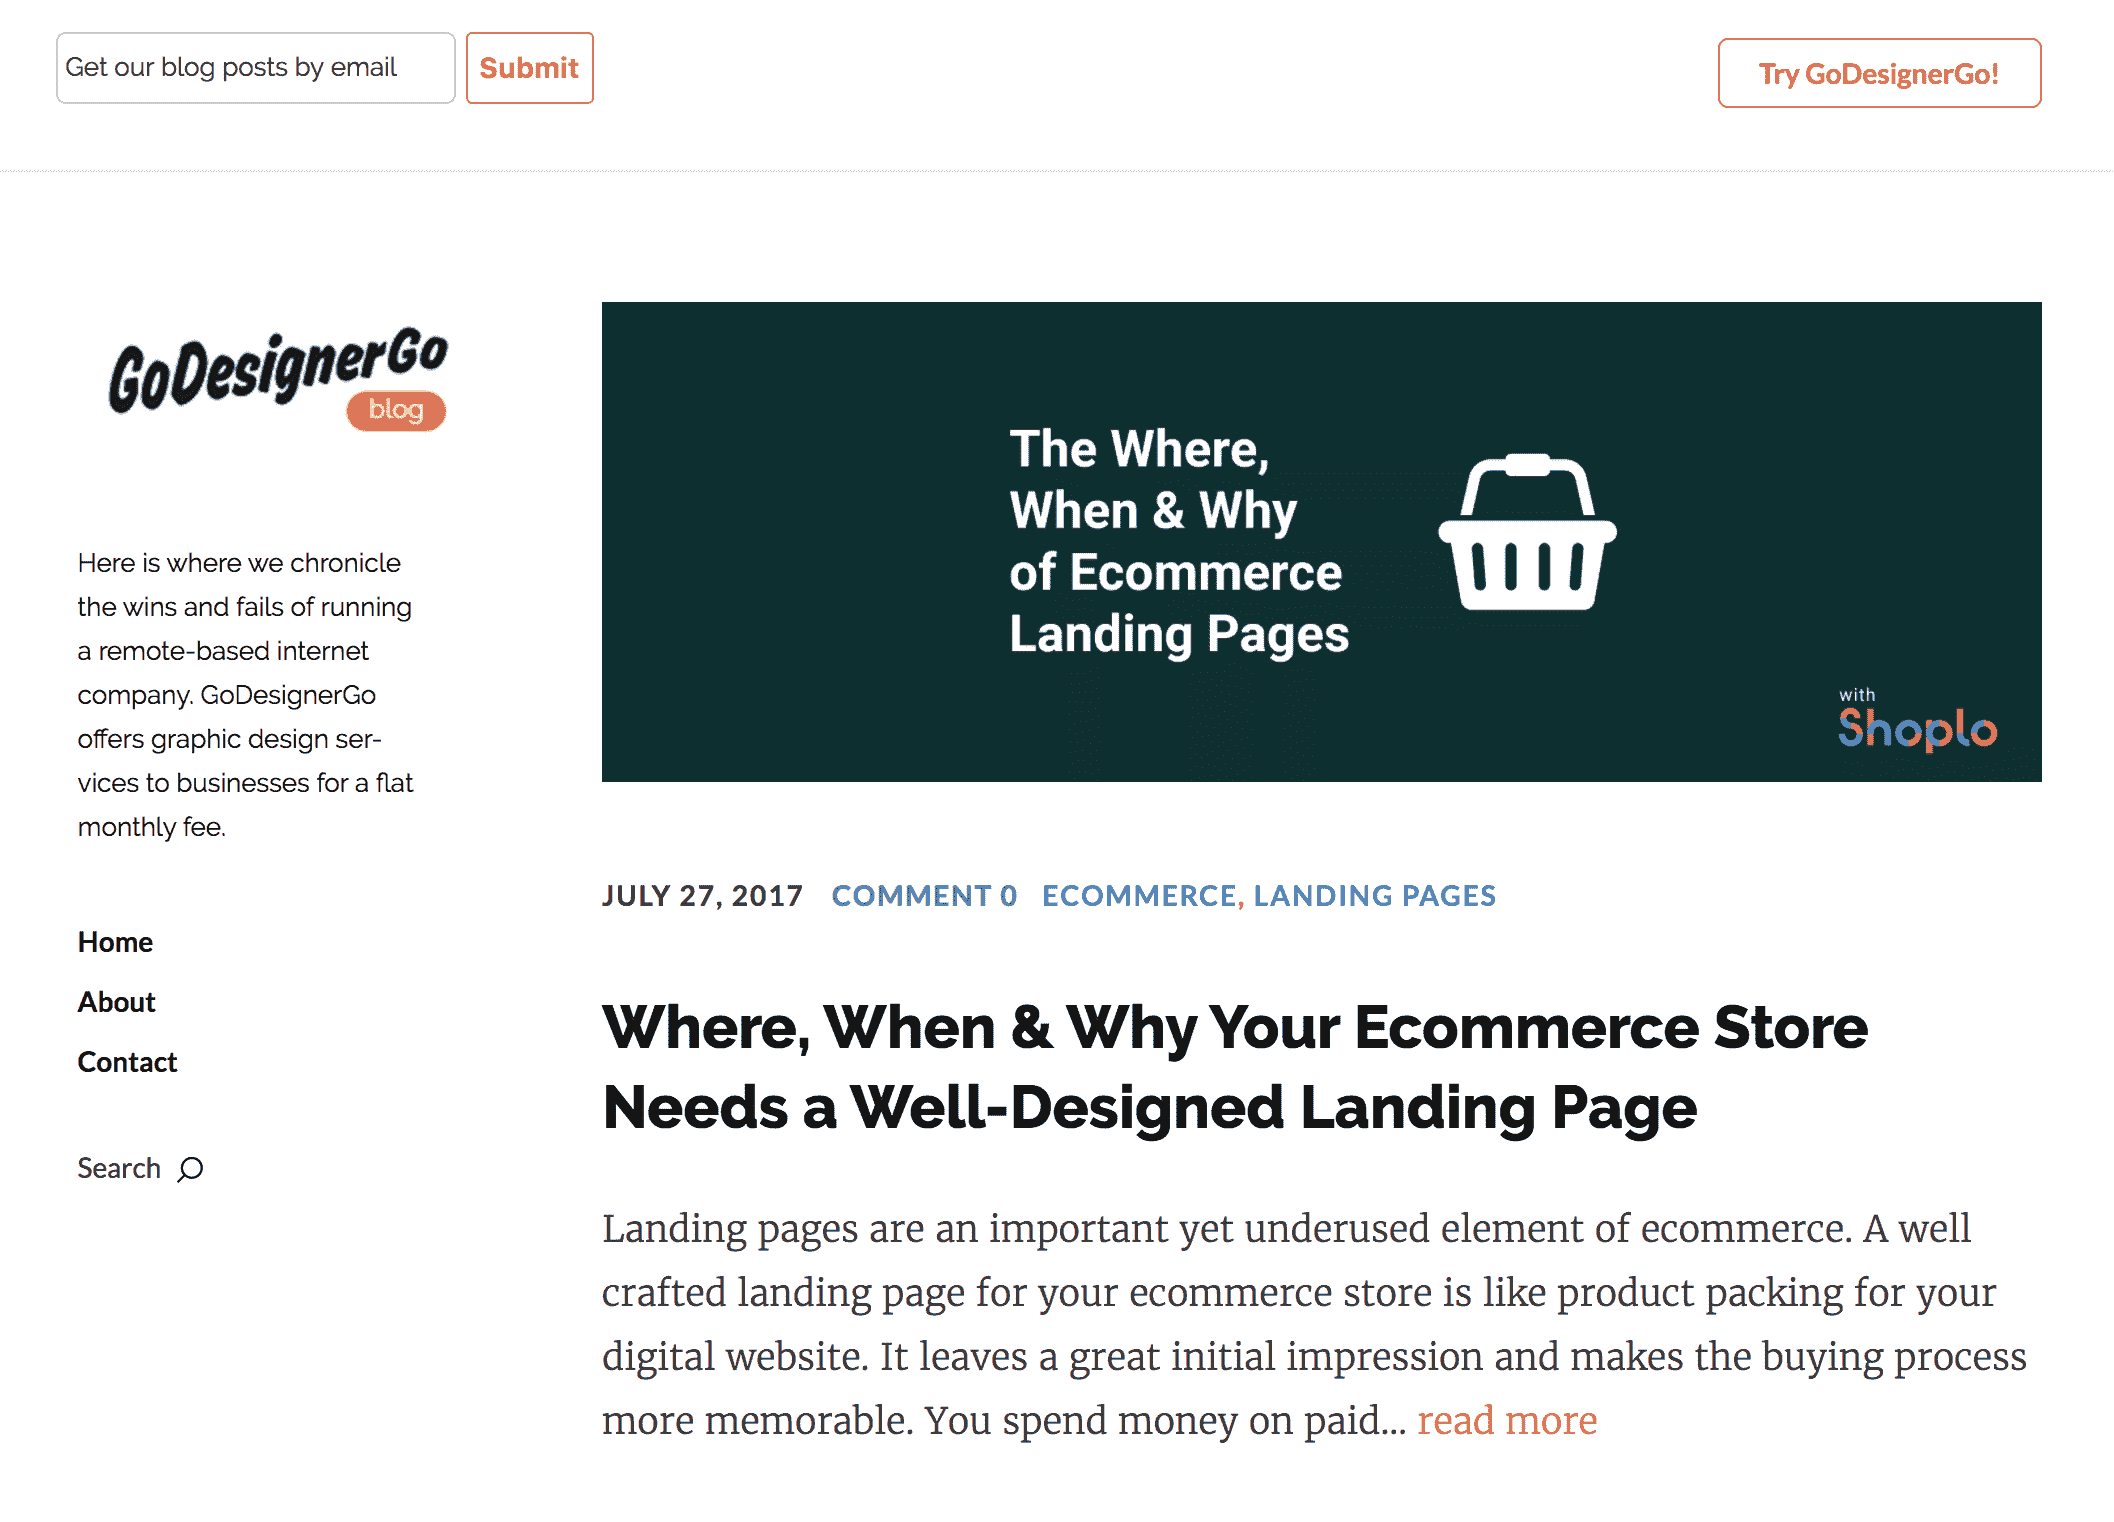 Get our blog posts by email
Submit
Try GoDesignerGo!
GoDesignerGo
blog
Here is where we chronicle
the wins and fails of running
a remote-based internet
company. GoDesignerGo
offers graphic design ser-
vices to businesses for a flat
monthly fee.
Home
About
Contact
Search
The Where,
When & Why
of Ecommerce
Landing Pages
with
Shoplo
JULY 27, 2017 COMMENT 0 ECOMMERCE, LANDING PAGES
Where, When & Why Your Ecommerce Store
Needs a Well-Designed Landing Page
Landing pages are an important yet underused element of ecommerce. A well
crafted landing page for your ecommerce store is like product packing for your
digital website. It leaves a great initial impression and makes the buying process
more memorable. You spend money on paid... read more